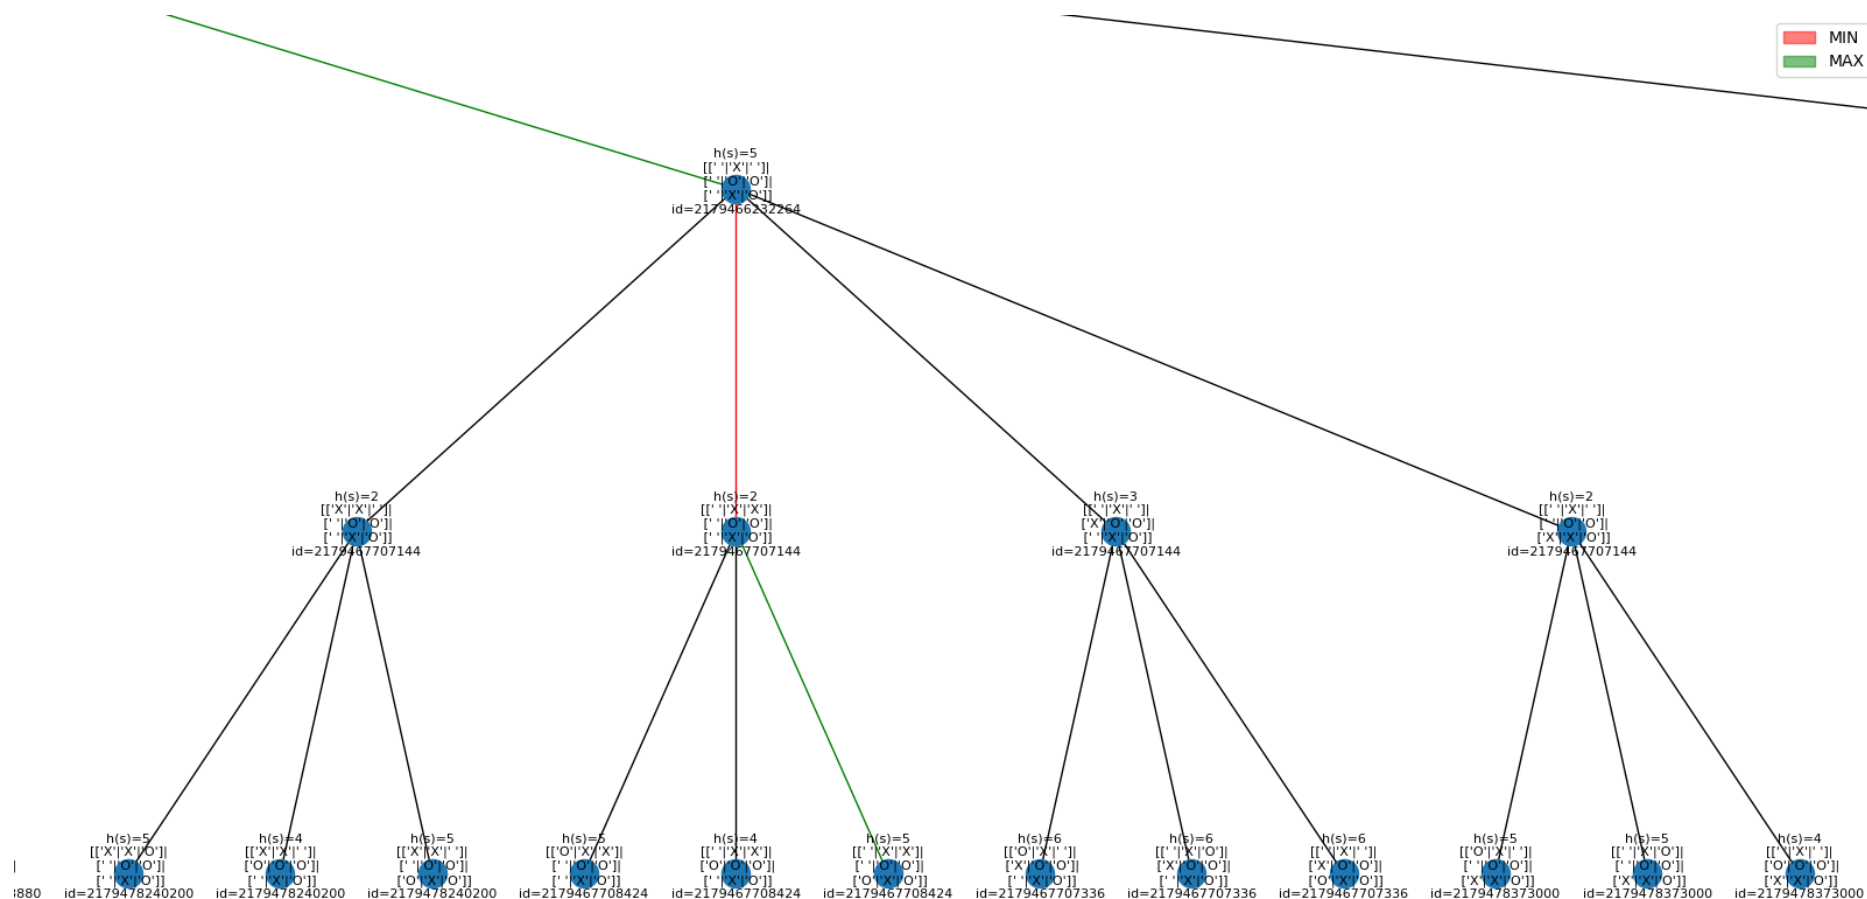 MIN
MAX
h(s)=5
[[' '|'X'|' ']|
[' '|'O'|'O']|
[' '|'X'|'O']]
id=2179466232264
h(s)=2
[['X'|'X'|' ']|
[' '|'O'|'O']|
[' '|'X'|'O']]
id=2179467707144
h(s)=2
[[' '|'X'|'X']|
[' '|'O'|'O']|
[' '|'X'|'O']]
id=2179467707144
h(s)=3
[[' '|'X'|' ']|
['X'|'O'|'O']|
[' '|'X'|'O']]
id=2179467707144
h(s)=2
[[' '|'X'|' ']|
[' '|'O'|'O']|
['X'|'X'|'O']]
id=2179467707144
|
8880
h(s)=5
[['X'|'X'|'O']|
[' '|'O'|'O']|
[' '|'X'|'O']]
id=2179478240200
h(s)=4
[['X'|'X'|' ']|
['O'|'O'|'O']|
[' '|'X'|'O']]
id=2179478240200
h(s)=5
[['X'|'X'|' ']|
[' '|'O'|'O']|
['O'|'X'|'O']]
id=2179478240200
h(s)=5
[['O'|'X'|'X']|
[' '|'O'|'O']|
[' '|'X'|'O']]
id=2179467708424
h(s)=4
[[' '|'X'|'X']|
['O'|'O'|'O']|
[' '|'X'|'O']]
id=2179467708424
h(s)=5
[[' '|'X'|'X']|
[' '|'O'|'O']|
['O'|'X'|'O']]
id=2179467708424
h(s)=6
[['O'|'X'|' ']|
['X'|'O'|'O']|
[' '|'X'|'O']]
id=2179467707336
h(s)=6
[[' '|'X'|'O']|
['X'|'O'|'O']|
[' '|'X'|'O']]
id=2179467707336
h(s)=6
[[' '|'X'|' ']|
['X'|'O'|'O']|
['O'|'X'|'O']]
id=2179467707336
h(s)=5
[['O'|'X'|' ']|
[' '|'O'|'O']|
['X'|'X'|'O']]
id=2179478373000
h(s)=5
[[' '|'X'|'O']|
[' '|'O'|'O']|
['X'|'X'|'O']]
id=2179478373000
h(s)=4
[[' '|'X'|' ']|
['O'|'O'|'O']|
['X'|'X'|'O']]
id=2179478373000